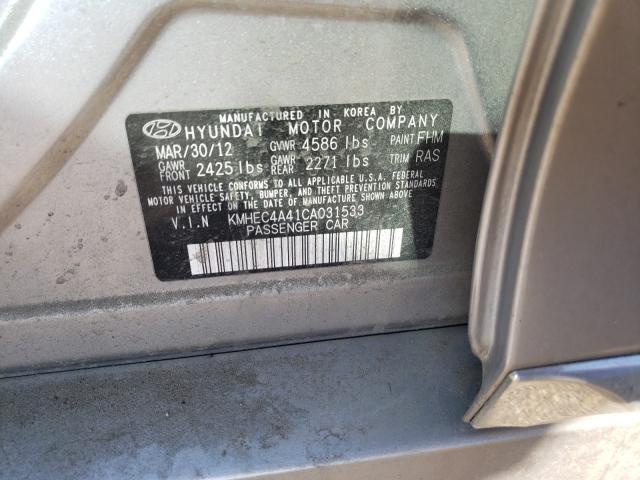 MANUFACTURED IN KOREA BY
HYUNDAI MOTOR COMPANY
MAR/30/12 GVWR 4586 lbs PAINT FHM
GAWR FRONT 2425 lbs GAWR REAR 2271 lbs TRIM RAS
THIS VEHICLE CONFORMS TO ALL APPLICABLE U.S.A. FEDERAL
MOTOR VEHICLE SAFETY, BUMPER, AND THEFT PREVENTION
STANDARDS IN EFFECT ON THE DATE OF MANUFACTURE SHOWN ABOVE
V.I.N KMHEC4A41CA031533
PASSENGER CAR